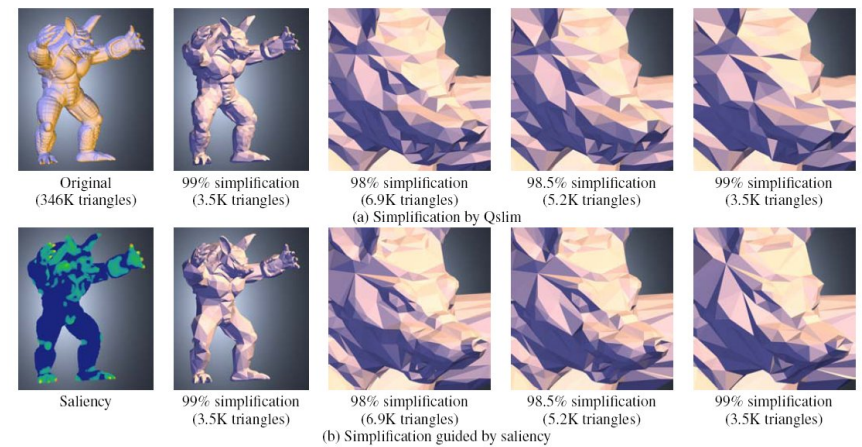 Original
(346K triangles)
99% simplification
(3.5K triangles)
98% simplification
(6.9K triangles)
98.5% simplification
(5.2K triangles)
99% simplification
(3.5K triangles)
(a) Simplification by Qslim
Saliency
99% simplification
(3.5K triangles)
98% simplification
(6.9K triangles)
98.5% simplification
(5.2K triangles)
99% simplification
(3.5K triangles)
(b) Simplification guided by saliency